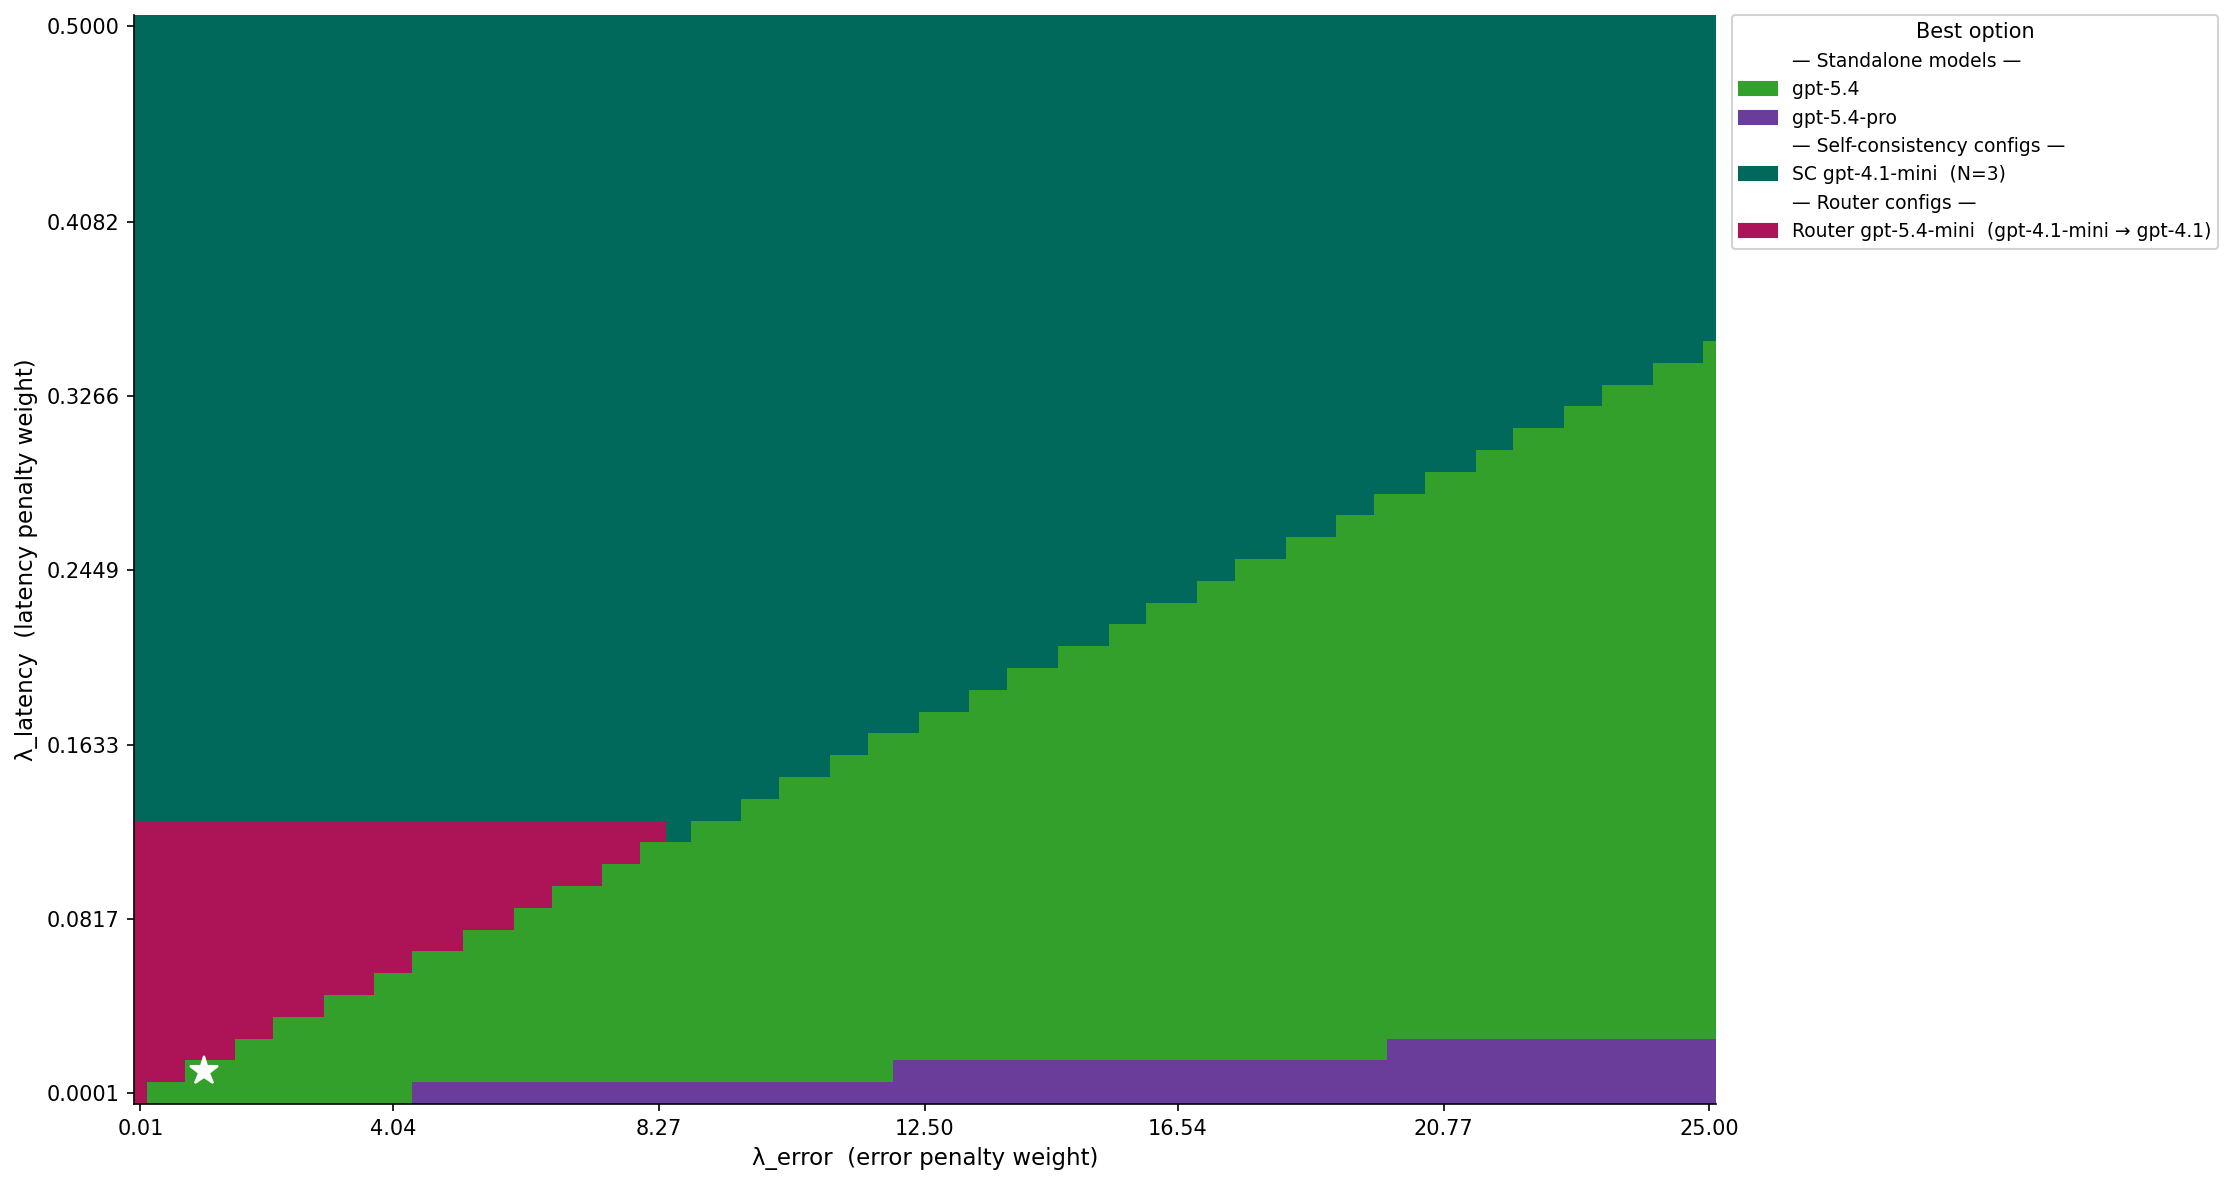 0.5000
0.4082
0.3266
0.2449
0.1633
0.0817
0.0001
λ_latency (latency penalty weight)
0.01 4.04 8.27 12.50 16.54 20.77 25.00
λ_error (error penalty weight)
Best option
— Standalone models —
gpt-5.4
gpt-5.4-pro
— Self-consistency configs —
SC gpt-4.1-mini (N=3)
— Router configs —
Router gpt-5.4-mini (gpt-4.1-mini → gpt-4.1)